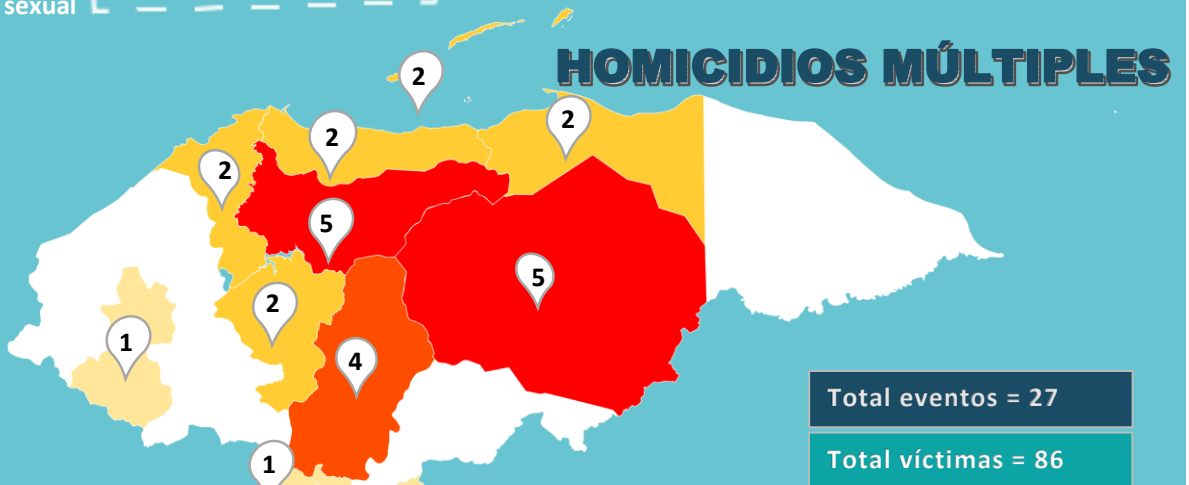 sexual
HOMICIDIOS MÚLTIPLES
2
2
2
2
5
5
2
1
4
1
Total eventos = 27
Total víctimas = 86